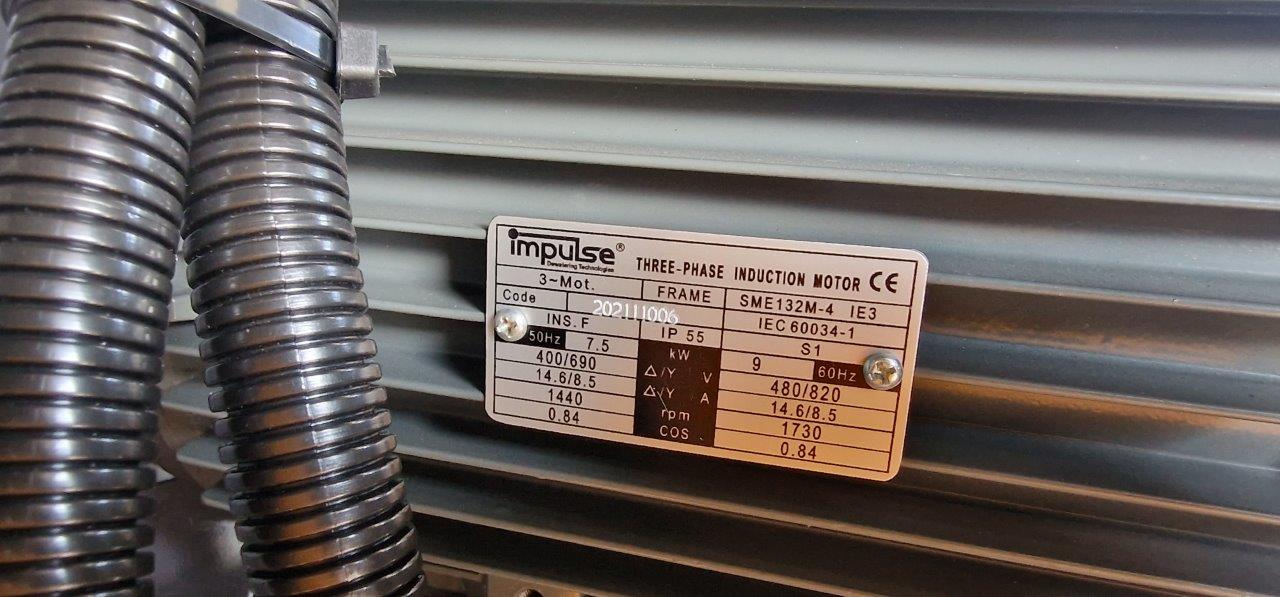 impulse®
Dewatering Technologies
THREE-PHASE INDUCTION MOTOR CE
3~Mot. FRAME SME132M-4 IE3
Code 202111006 IEC 60034-1
INS. F IP 55 S1
50Hz 7.5 kW 9 60Hz
400/690 Δ/Y V 480/820
14.6/8.5 Δ/Y A 14.6/8.5
1440 rpm 1730
0.84 COS 0.84